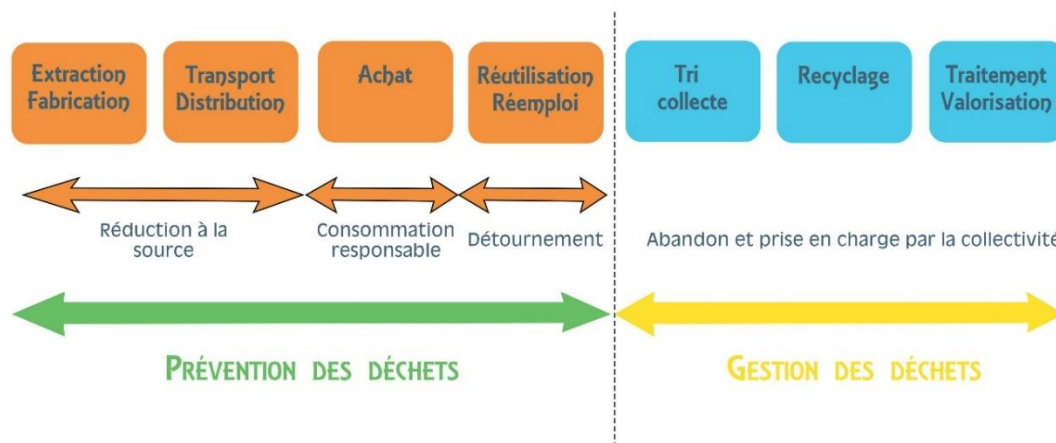 Extraction
Fabrication
Transport
Distribution
Achat
Réutilisation
Réemploi
Tri
collecte
Recyclage
Traitement
Valorisation
Réduction à la
source
Consommation
responsable
Détournement
Abandon et prise en charge par la collectivité
PRÉVENTION DES DÉCHETS
GESTION DES DÉCHETS